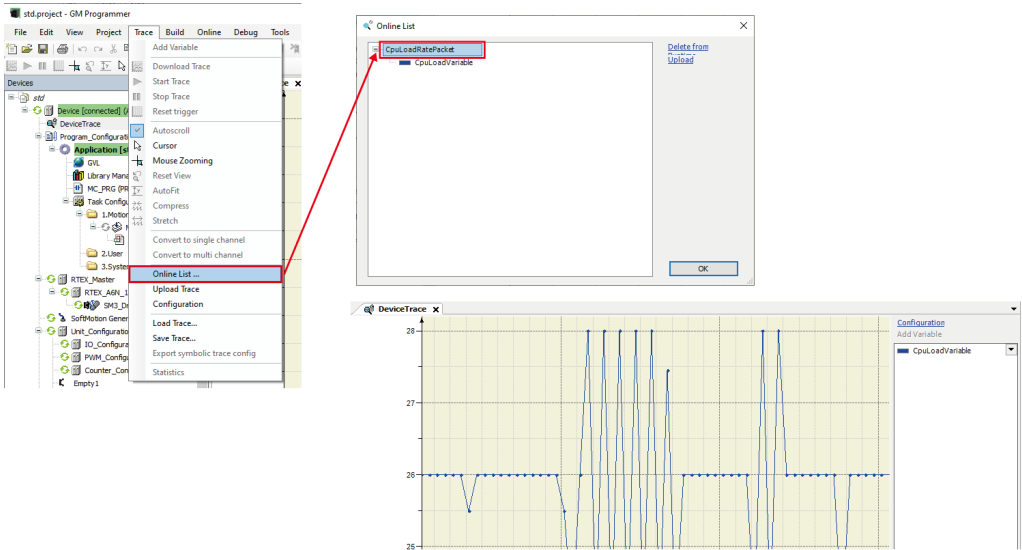 std.project - GM Programmer
File Edit View Project Trace Build Online Debug Tools
Devices
std
Device [connected] (
DeviceTrace
Program_Configurati
Application [s
GVL
Library Mana
MC_PRG (PR
Task Configu
1.Motion
2.User
3.System
RTEX_Master
RTEX_A6N_1
SM3_Dr
SoftMotion Gener
Unit_Configuratio
IO_Configura
PWM_Configu
Counter_Con
Empty1
Add Variable
Download Trace
Start Trace
Stop Trace
Reset trigger
Autoscroll
Cursor
Mouse Zooming
Reset View
AutoFit
Compress
Stretch
Convert to single channel
Convert to multi channel
Online List ...
Upload Trace
Configuration
Load Trace...
Save Trace...
Export symbolic trace config
Statistics
Online List
CpuLoadRatePacket
CpuLoadVariable
Delete from
Upload
OK
DeviceTrace
28
27
26
25
Configuration
Add Variable
CpuLoadVariable